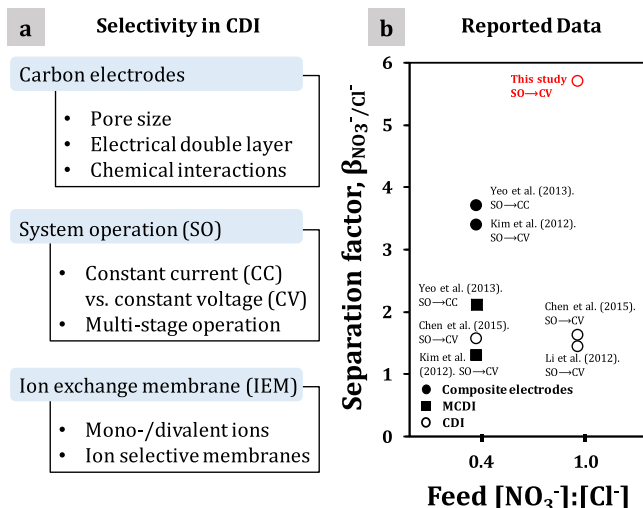 a
Selectivity in CDI
Carbon electrodes
• Pore size
• Electrical double layer
• Chemical interactions
System operation (SO)
• Constant current (CC)
vs. constant voltage (CV)
• Multi-stage operation
Ion exchange membrane (IEM)
• Mono-/divalent ions
• Ion selective membranes
b
Reported Data
Separation factor, β_NO₃⁻/Cl⁻
6
5
4
3
2
1
0
This study
SO→CV
Yeo et al. (2013).
SO→CC
Kim et al. (2012).
SO→CV
Yeo et al. (2013).
SO→CC
Chen et al. (2015).
SO→CV
Kim et al.
(2012). SO→CV
Chen et al. (2015).
SO→CV
Li et al. (2012).
SO→CV
Composite electrodes
MCDI
CDI
0.4
1.0
Feed [NO₃⁻]:[Cl⁻]